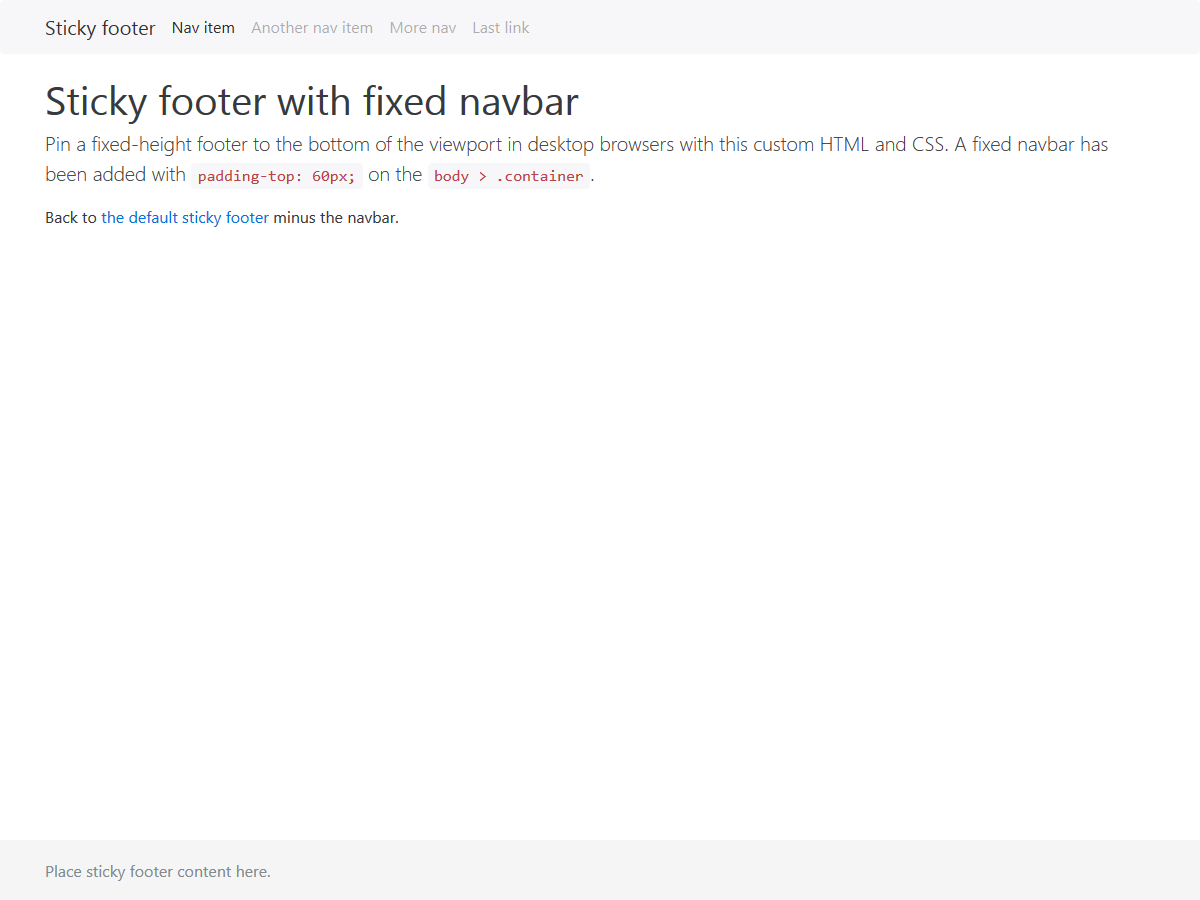 Sticky footer Nav item Another nav item More nav Last link
Sticky footer with fixed navbar
Pin a fixed-height footer to the bottom of the viewport in desktop browsers with this custom HTML and CSS. A fixed navbar has
been added with padding-top: 60px; on the body > .container .
Back to the default sticky footer minus the navbar.
Place sticky footer content here.